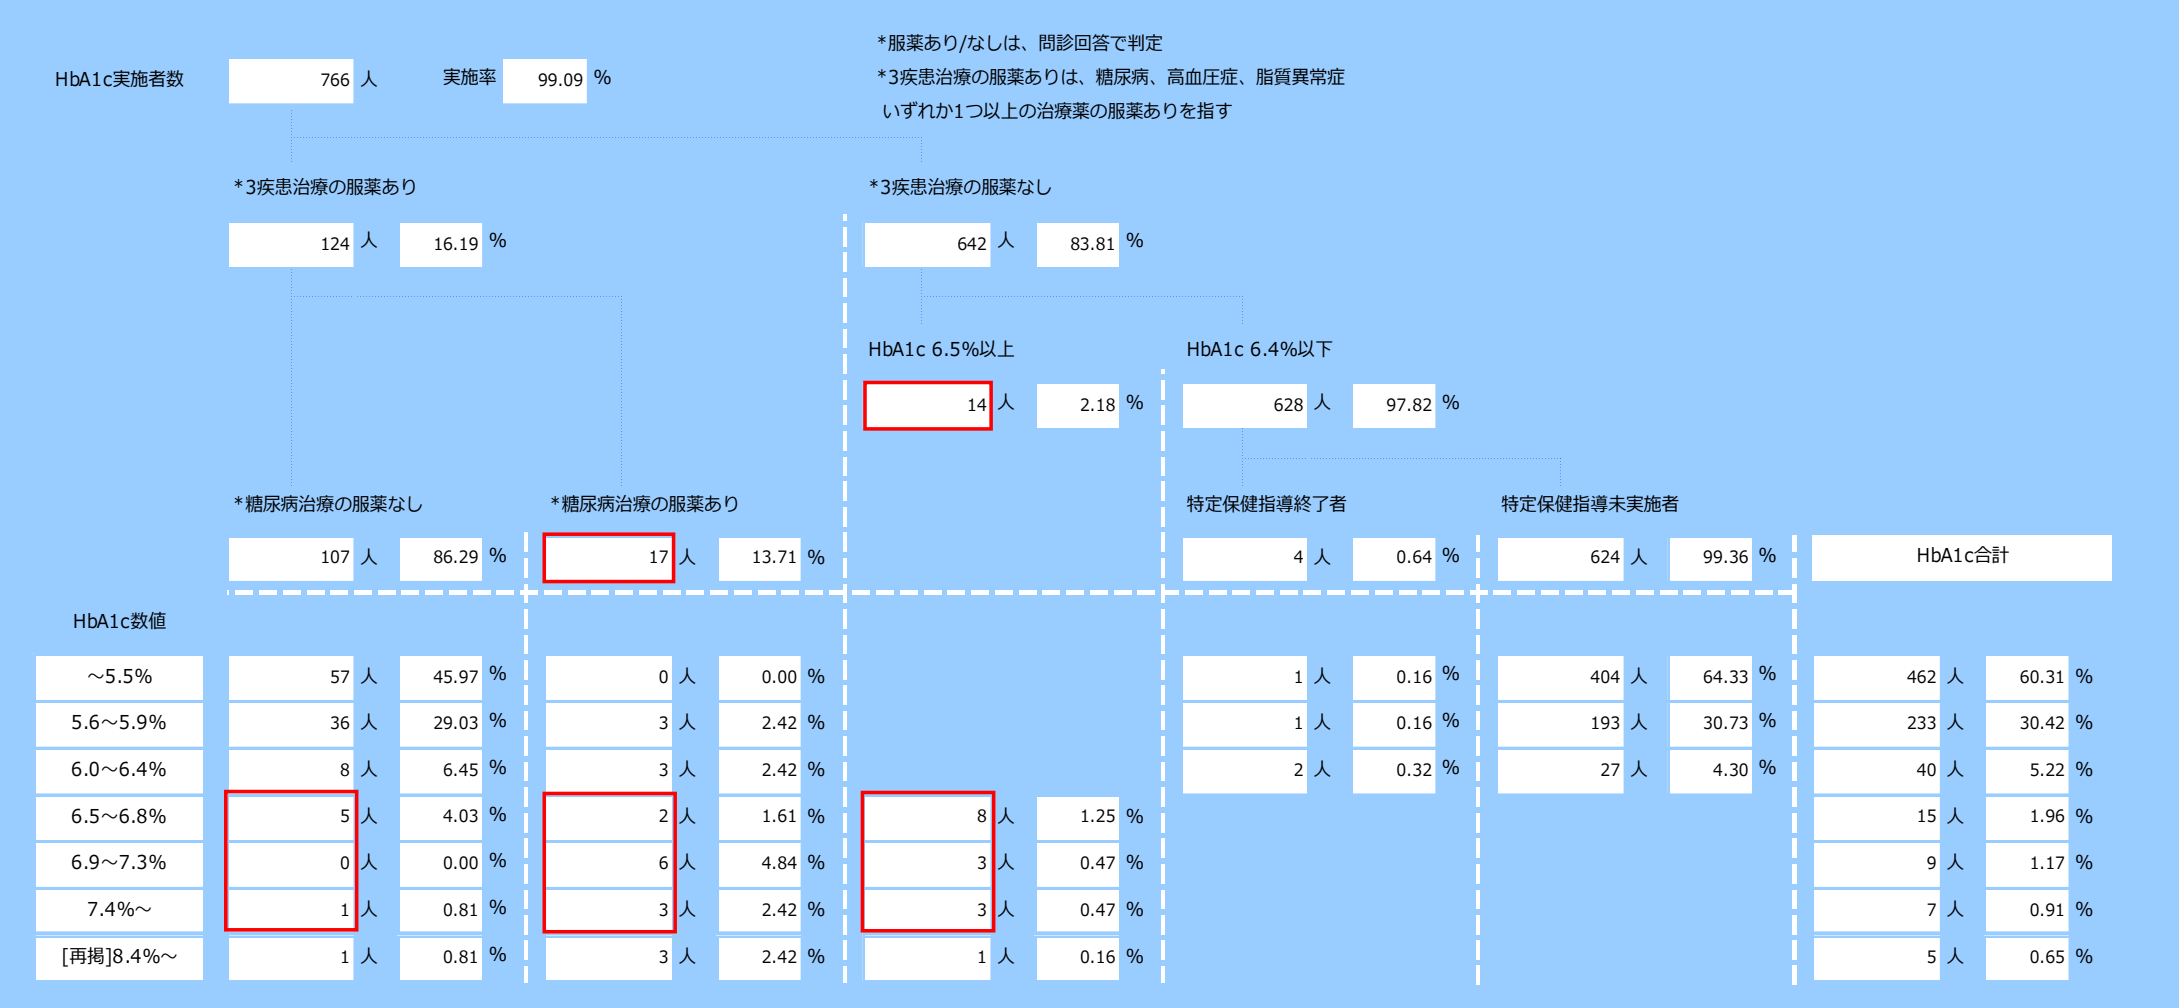 *服薬あり/なしは、問診回答で判定
HbA1c実施者数 766 人 実施率 99.09 %
*3疾患治療の服薬ありは、糖尿病、高血圧症、脂質異常症
いずれか1つ以上の治療薬の服薬ありを指す
*3疾患治療の服薬あり *3疾患治療の服薬なし
124 人 16.19 % 642 人 83.81 %
HbA1c 6.5%以上 HbA1c 6.4%以下
14 人 2.18 % 628 人 97.82 %
*糖尿病治療の服薬なし *糖尿病治療の服薬あり 特定保健指導終了者 特定保健指導未実施者
107 人 86.29 % 17 人 13.71 % 4 人 0.64 % 624 人 99.36 % HbA1c合計
HbA1c数値
～5.5% 57 人 45.97 % 0 人 0.00 % 1 人 0.16 % 404 人 64.33 % 462 人 60.31 %
5.6～5.9% 36 人 29.03 % 3 人 2.42 % 1 人 0.16 % 193 人 30.73 % 233 人 30.42 %
6.0～6.4% 8 人 6.45 % 3 人 2.42 % 2 人 0.32 % 27 人 4.30 % 40 人 5.22 %
6.5～6.8% 5 人 4.03 % 2 人 1.61 % 8 人 1.25 % 15 人 1.96 %
6.9～7.3% 0 人 0.00 % 6 人 4.84 % 3 人 0.47 % 9 人 1.17 %
7.4%～ 1 人 0.81 % 3 人 2.42 % 3 人 0.47 % 7 人 0.91 %
[再掲]8.4%～ 1 人 0.81 % 3 人 2.42 % 1 人 0.16 % 5 人 0.65 %